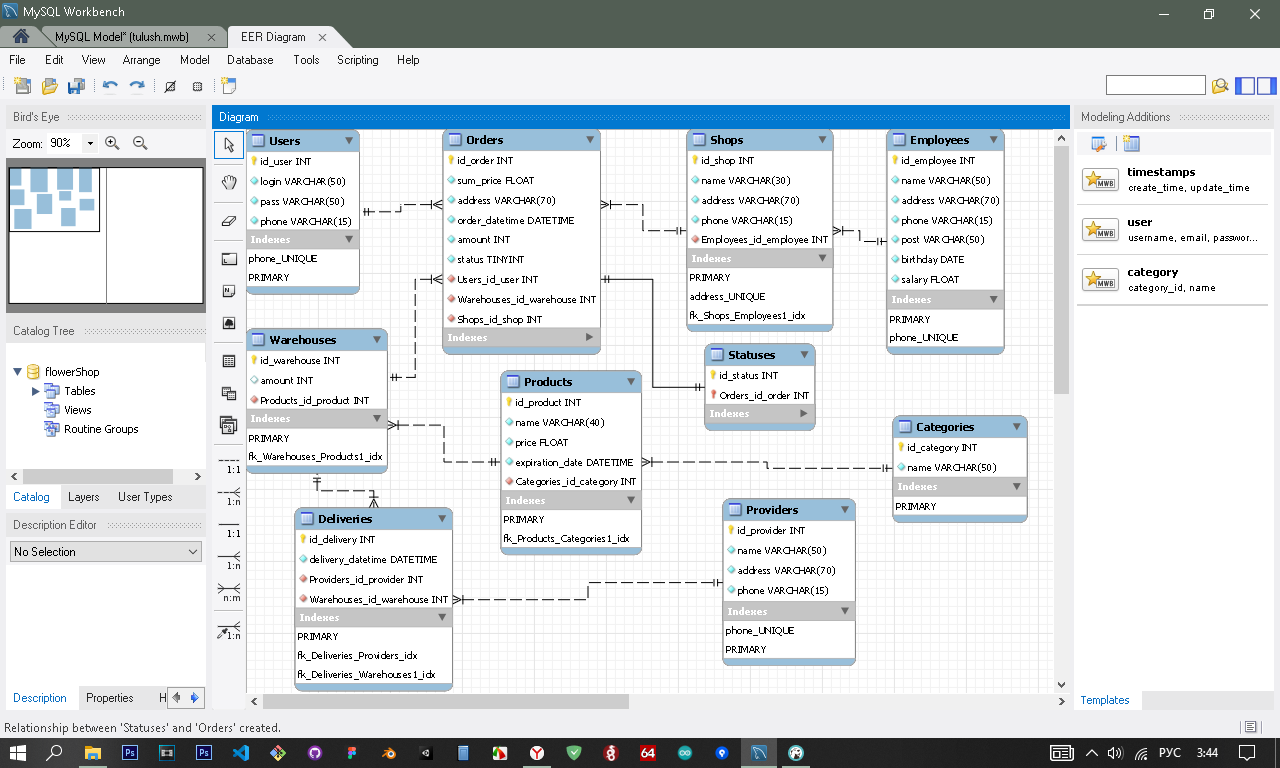 MySQL Workbench
MySQL Model* (tulush.mwb)
EER Diagram
File Edit View Arrange Model Database Tools Scripting Help
Bird's Eye
Zoom: 90%
Catalog Tree
flowerShop
Tables
Views
Routine Groups
Catalog Layers User Types
Description Editor
No Selection
Description Properties H
Diagram
1:1
1:n
1:1
1:n
n:m
1:n
Users
id_user INT
login VARCHAR(50)
pass VARCHAR(50)
phone VARCHAR(15)
Indexes
phone_UNIQUE
PRIMARY
Orders
id_order INT
sum_price FLOAT
address VARCHAR(70)
order_datetime DATETIME
amount INT
status TINYINT
Users_id_user INT
Warehouses_id_warehouse INT
Shops_id_shop INT
Indexes
Shops
id_shop INT
name VARCHAR(30)
address VARCHAR(70)
phone VARCHAR(15)
Employees_id_employee INT
Indexes
PRIMARY
address_UNIQUE
fk_Shops_Employees1_idx
Employees
id_employee INT
name VARCHAR(50)
address VARCHAR(70)
phone VARCHAR(15)
post VARCHAR(50)
birthday DATE
salary FLOAT
Indexes
PRIMARY
phone_UNIQUE
Warehouses
id_warehouse INT
amount INT
Products_id_product INT
Indexes
PRIMARY
fk_Warehouses_Products1_idx
Products
id_product INT
name VARCHAR(40)
price FLOAT
expiration_date DATETIME
Categories_id_category INT
Indexes
PRIMARY
fk_Products_Categories1_idx
Statuses
id_status INT
Orders_id_order INT
Indexes
Categories
id_category INT
name VARCHAR(50)
Indexes
PRIMARY
Deliveries
id_delivery INT
delivery_datetime DATETIME
Providers_id_provider INT
Warehouses_id_warehouse INT
Indexes
PRIMARY
fk_Deliveries_Providers_idx
fk_Deliveries_Warehouses1_idx
Providers
id_provider INT
name VARCHAR(50)
address VARCHAR(70)
phone VARCHAR(15)
Indexes
phone_UNIQUE
PRIMARY
Modeling Additions
MWB
timestamps
create_time, update_time
MWB
user
username, email, passwor...
MWB
category
category_id, name
Templates
Relationship between 'Statuses' and 'Orders' created.
Ps
Ps
64
РУС
3:44